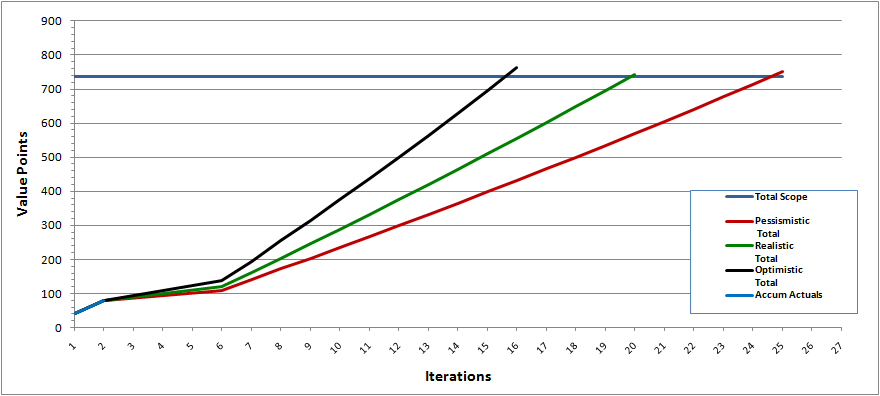 900
800
700
600
500
400
300
200
100
0
Value Points
1 2 3 4 5 6 7 8 9 10 11 12 13 14 15 16 17 18 19 20 21 22 23 24 25 26 27
Iterations
Total Scope
Pessismistic
Total
Realistic
Total
Optimistic
Total
Accum Actuals